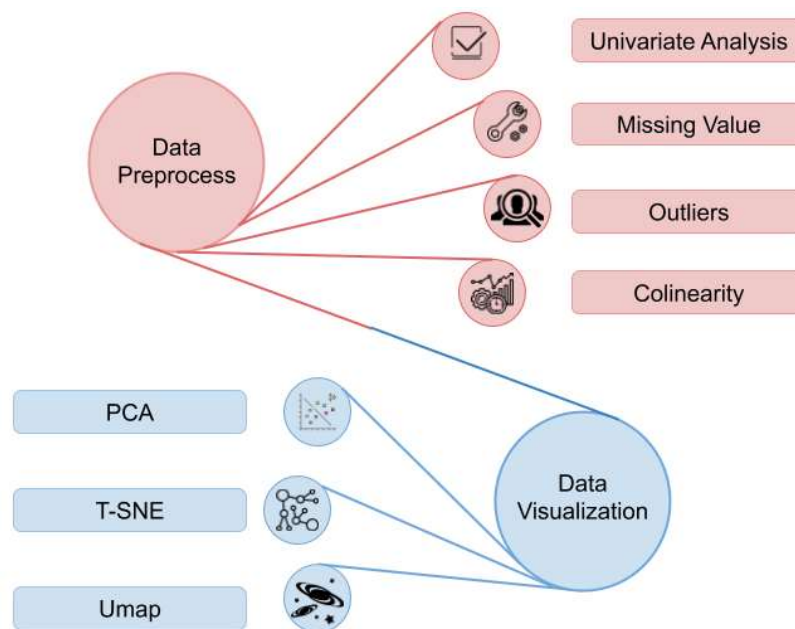 Univariate Analysis
Data
Preprocess
Missing Value
Outliers
Colinearity
PCA
T-SNE
Data
Visualization
Umap